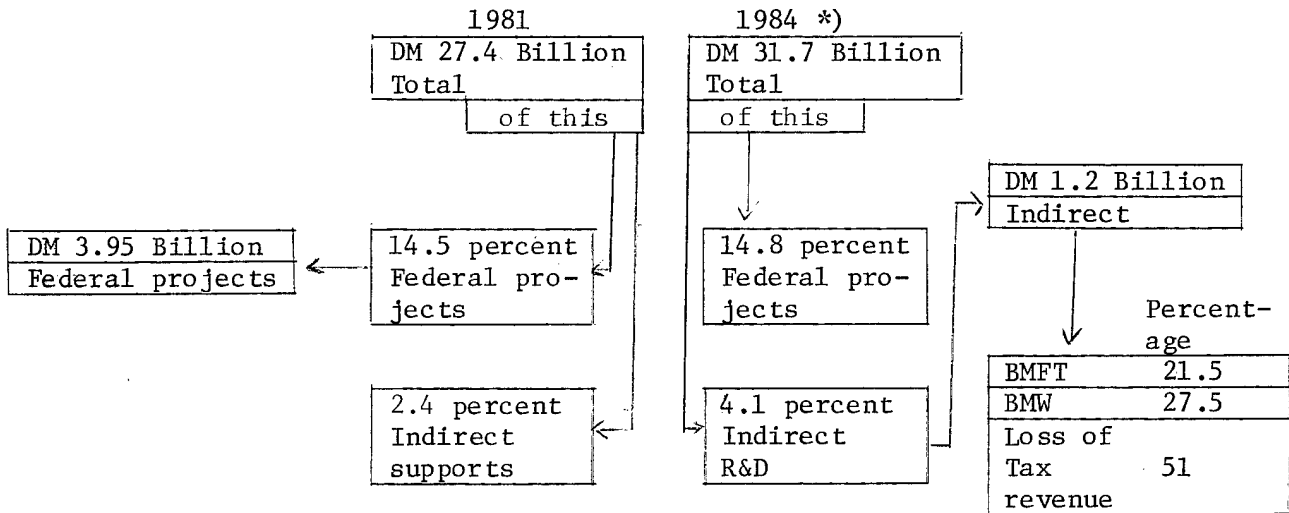 1981
DM 27.4 Billion
Total
of this
1984 *)
DM 31.7 Billion
Total
of this
DM 3.95 Billion
Federal projects
14.5 percent
Federal pro-
jects
2.4 percent
Indirect
supports
14.8 percent
Federal pro-
jects
4.1 percent
Indirect
R&D
DM 1.2 Billion
Indirect
Percent-
age
BMFT 21.5
BMW 27.5
Loss of
Tax 51
revenue